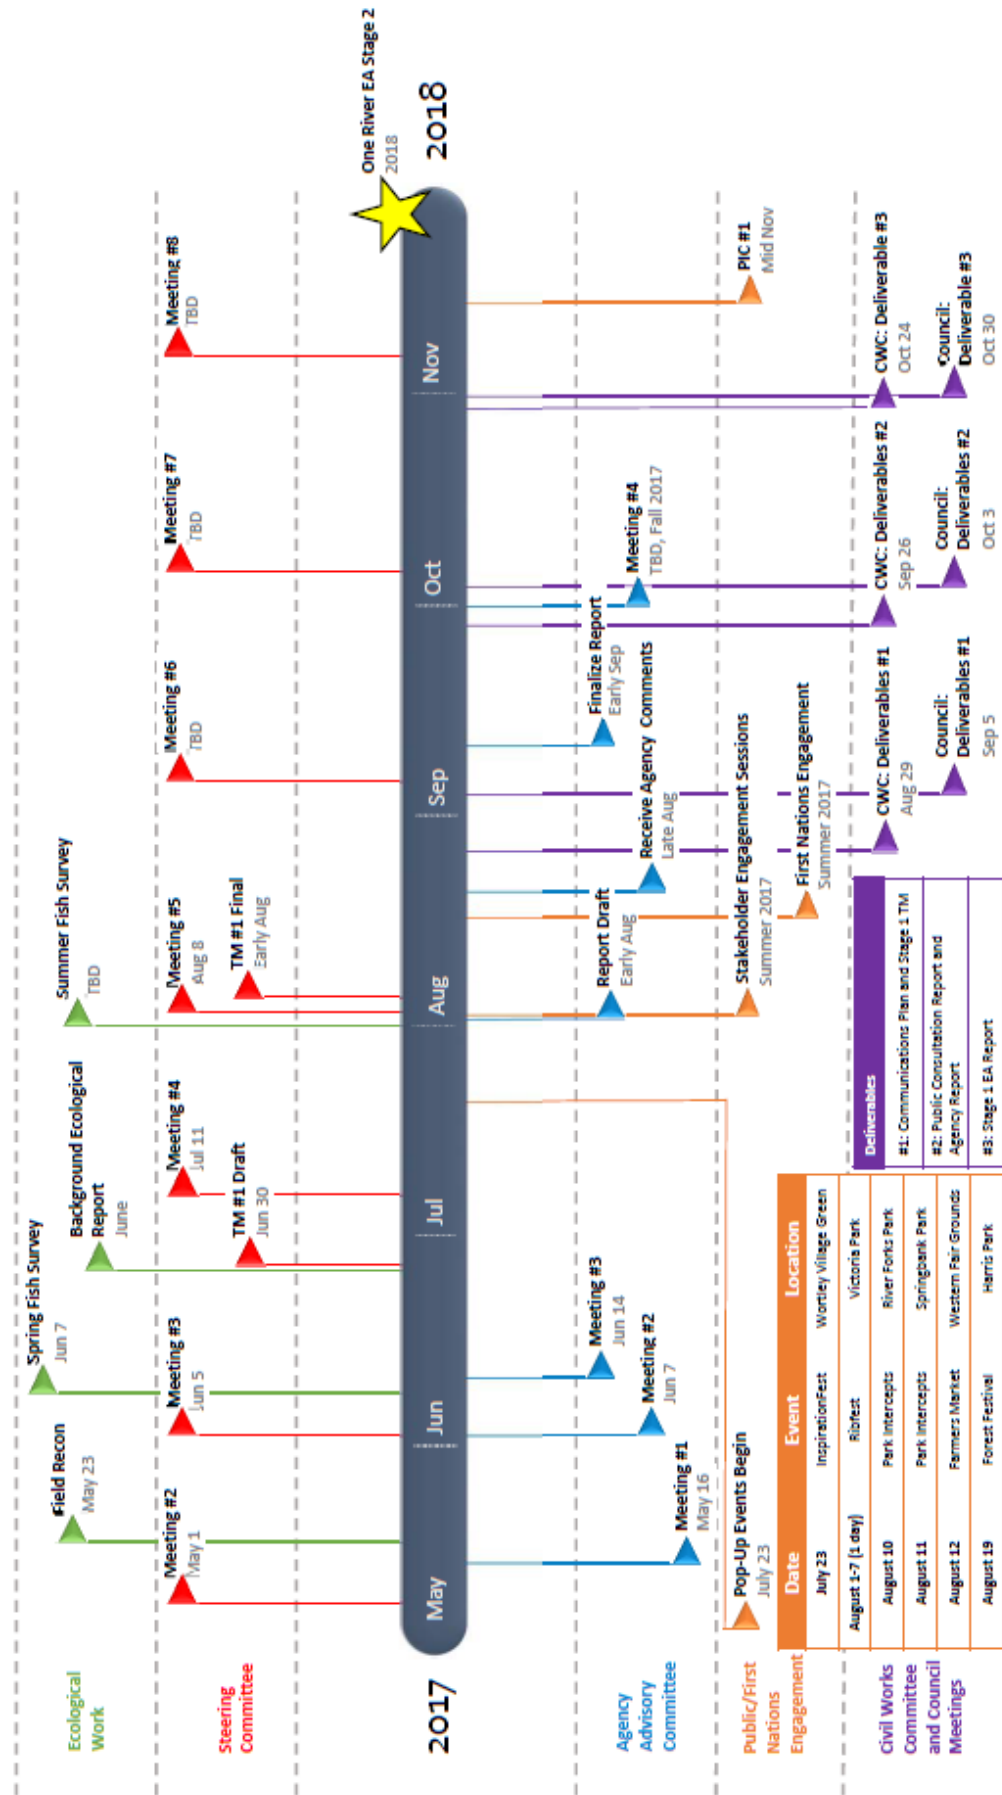 Ecological
Work
Field Recon
May 23
Spring Fish Survey
Jun 7
Background Ecological
Report
June
Summer Fish Survey
TBD
Steering
Committee
Meeting #2
May 1
Meeting #3
Jun 5
TM #1 Draft
Jun 30
Meeting #4
Jul 11
Meeting #5
Aug 8
TM #1 Final
Early Aug
Meeting #6
TBD
Meeting #7
TBD
Meeting #8
TBD
One River EA Stage 2
2018
2017
May
Jun
Jul
Aug
Sep
Oct
Nov
2018
Agency
Advisory
Committee
Meeting #1
May 16
Meeting #2
Jun 7
Meeting #3
Jun 14
Report Draft
Early Aug
Receive Agency Comments
Late Aug
Finalize Report
Early Sep
Meeting #4
TBD, Fall 2017
Public/First
Nations
Engagement
Pop-Up Events Begin
July 23
Stakeholder Engagement Sessions
Summer 2017
First Nations Engagement
Summer 2017
PIC #1
Mid Nov
Date Event Location
July 23 InspirationFest Wortley Village Green
August 1-7 (1 day) Ribfest Victoria Park
August 10 Park Intercepts River Forks Park
August 11 Park Intercepts Springbank Park
August 12 Farmers Market Western Fair Grounds
August 19 Forest Festival Harris Park
Civil Works
Committee
and Council
Meetings
Deliverables
#1: Communications Plan and Stage 1 TM
#2: Public Consultation Report and
Agency Report
#3: Stage 1 EA Report
CWC: Deliverables #1
Aug 29
Council:
Deliverables #1
Sep 5
CWC: Deliverables #2
Sep 26
Council:
Deliverables #2
Oct 3
CWC: Deliverable #3
Oct 24
Council:
Deliverable #3
Oct 30